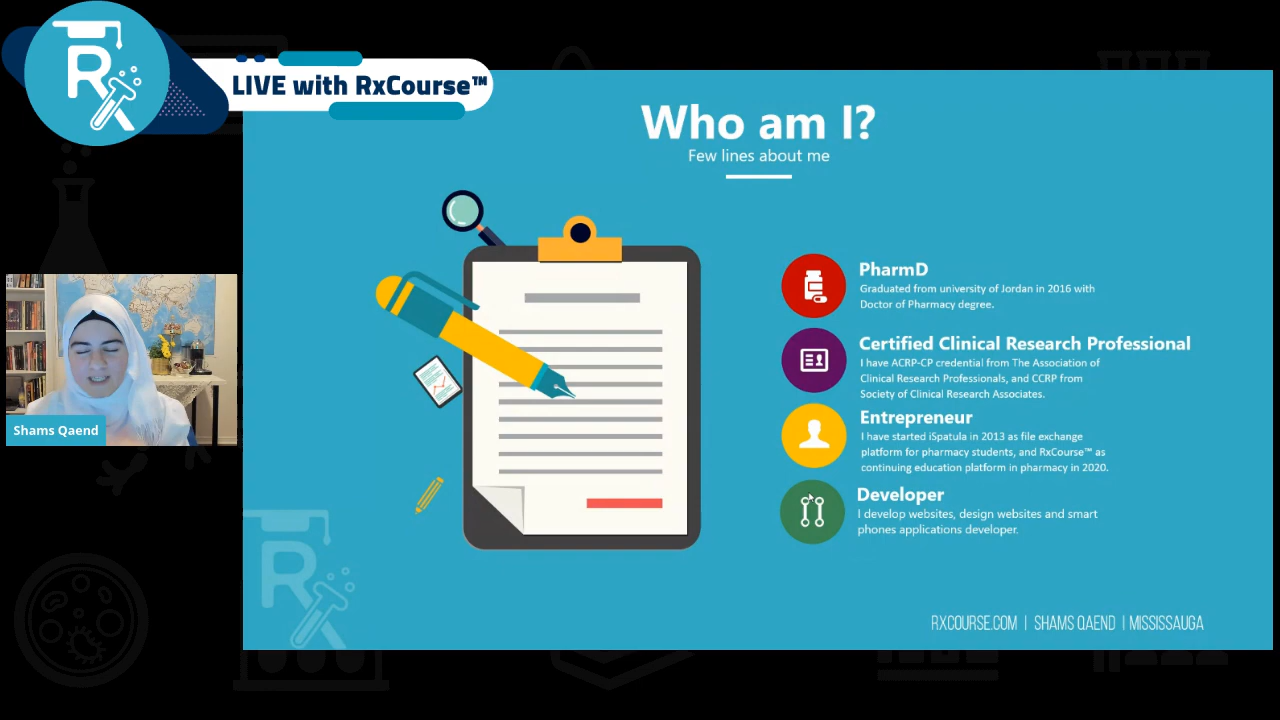 Rx
LIVE with RxCourse™
Who am I?
Few lines about me
PharmD
Graduated from university of Jordan in 2016 with
Doctor of Pharmacy degree.
Certified Clinical Research Professional
I have ACRP-CP credential from The Association of
Clinical Research Professionals, and CCRP from
Society of Clinical Research Associates.
Entrepreneur
I have started iSpatula in 2013 as file exchange
platform for pharmacy students, and RxCourse™ as
continuing education platform in pharmacy in 2020.
Developer
I develop websites, design websites and smart
phones applications developer.
Shams Qaend
Rx
RXCOURSE.COM | SHAMS QAEND | MISSISSAUGA